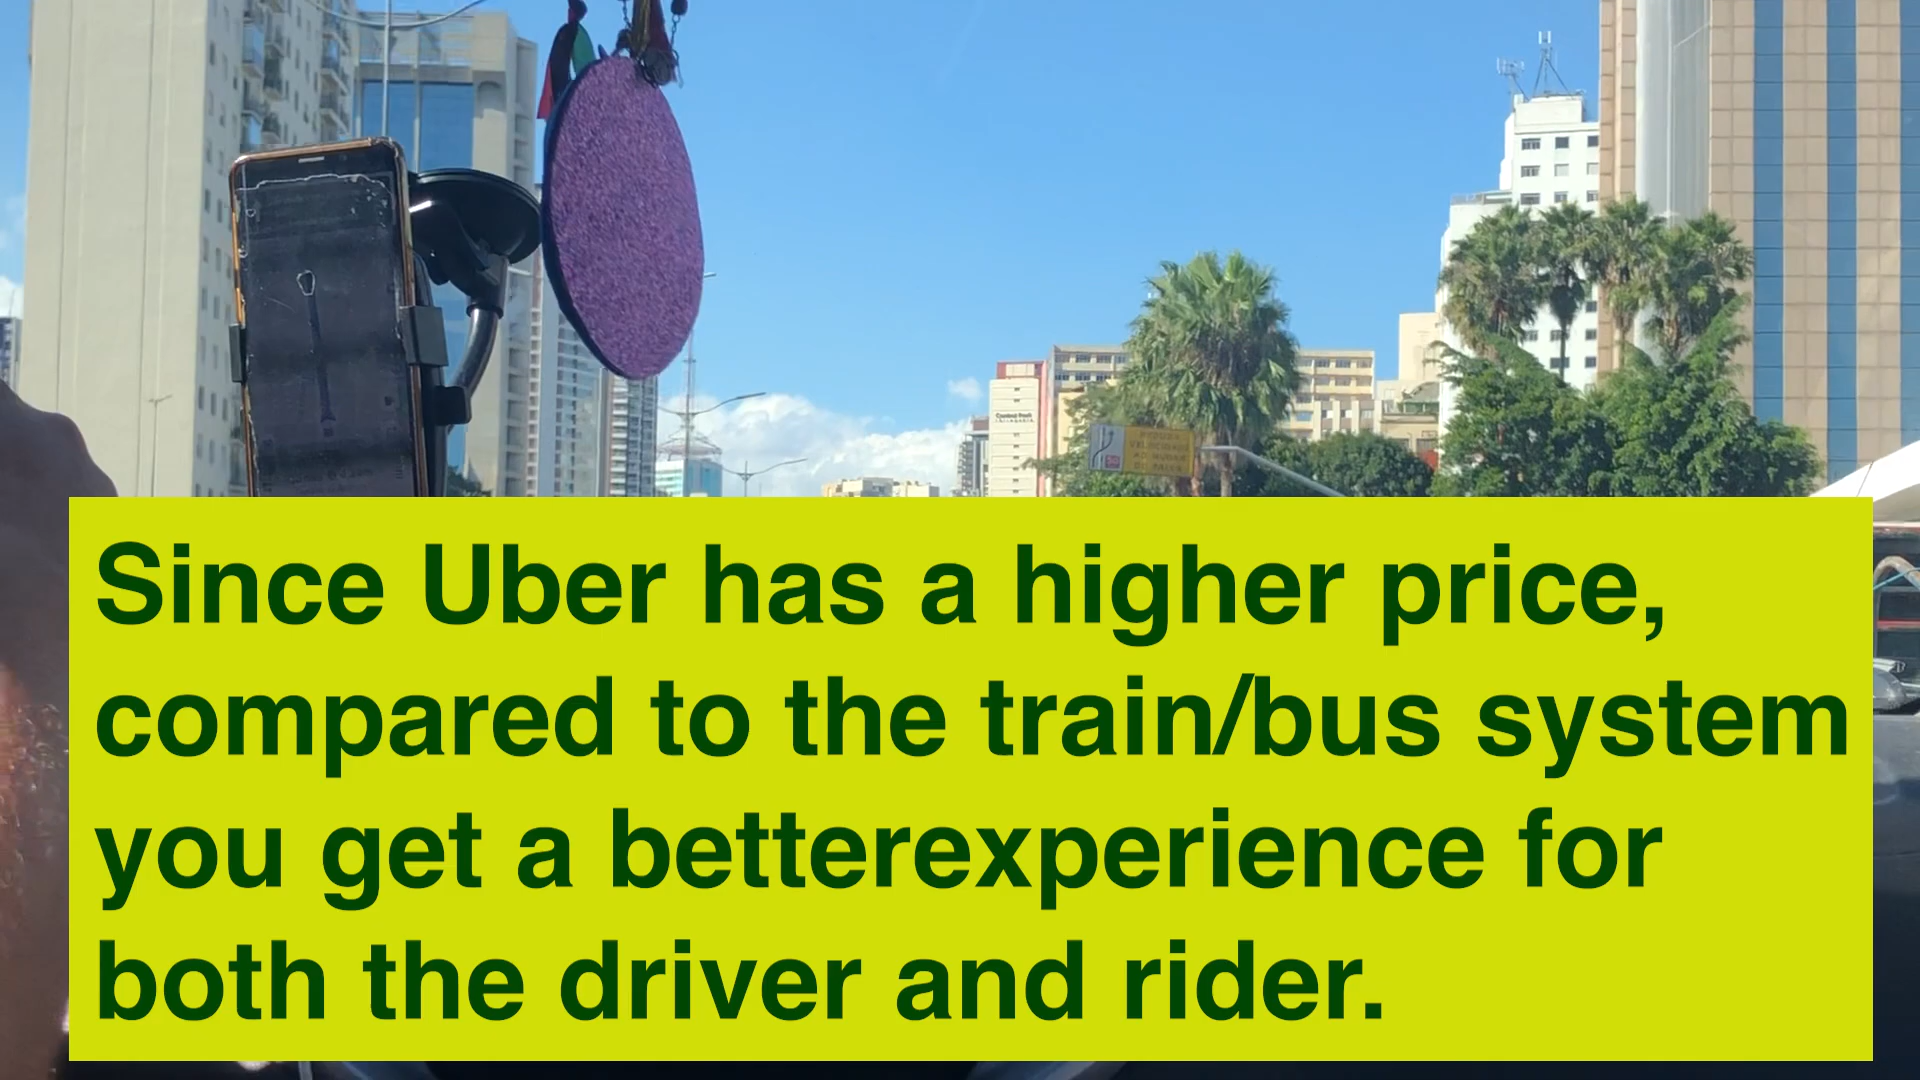 Since Uber has a higher price,
compared to the train/bus system
you get a betterexperience for
both the driver and rider.